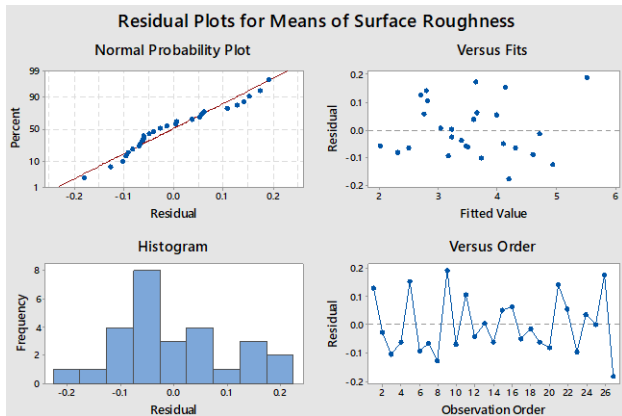 Residual Plots for Means of Surface Roughness
Normal Probability Plot
Versus Fits
99
90
50
10
1
Percent
-0.2 -0.1 0.0 0.1 0.2
Residual
0.2
0.1
0.0
-0.1
-0.2
Residual
2 3 4 5 6
Fitted Value
Histogram
Versus Order
8
6
4
2
0
Frequency
-0.2 -0.1 0.0 0.1 0.2
Residual
0.2
0.1
0.0
-0.1
-0.2
Residual
2 4 6 8 10 12 14 16 18 20 22 24 26
Observation Order